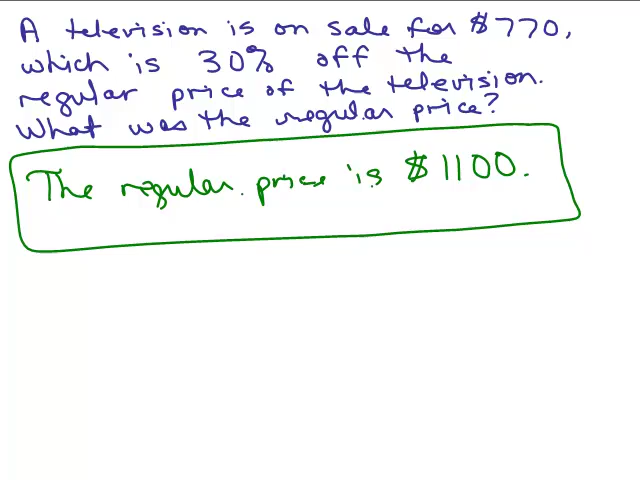 A television is on sale for $770,
which is 30% off the
regular price of the television.
What was the regular price?
The regular price is $1100.